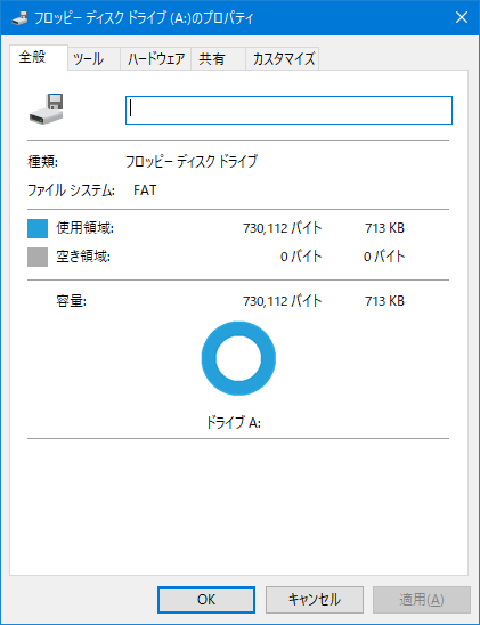 フロッピー ディスク ドライブ (A:)のプロパティ
全般 ツール ハードウェア 共有 カスタマイズ
種類: フロッピー ディスク ドライブ
ファイル システム: FAT
使用領域: 730,112 バイト 713 KB
空き領域: 0 バイト 0 バイト
容量: 730,112 バイト 713 KB
ドライブ A:
OK キャンセル 適用(A)